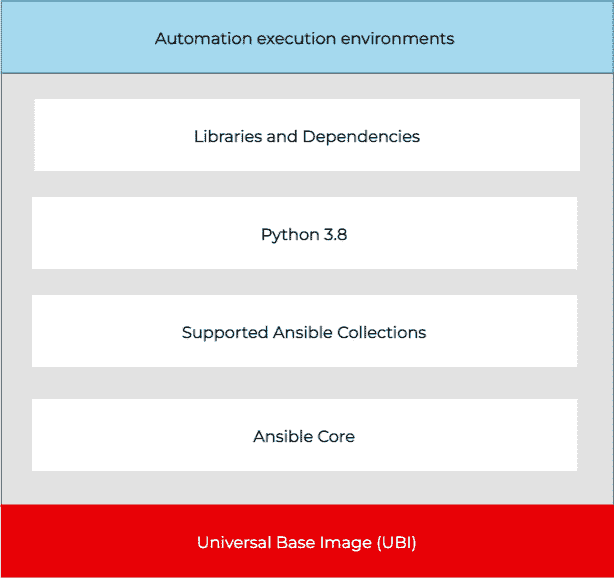 Automation execution environments
Libraries and Dependencies
Python 3.8
Supported Ansible Collections
Ansible Core
Universal Base Image (UBI)